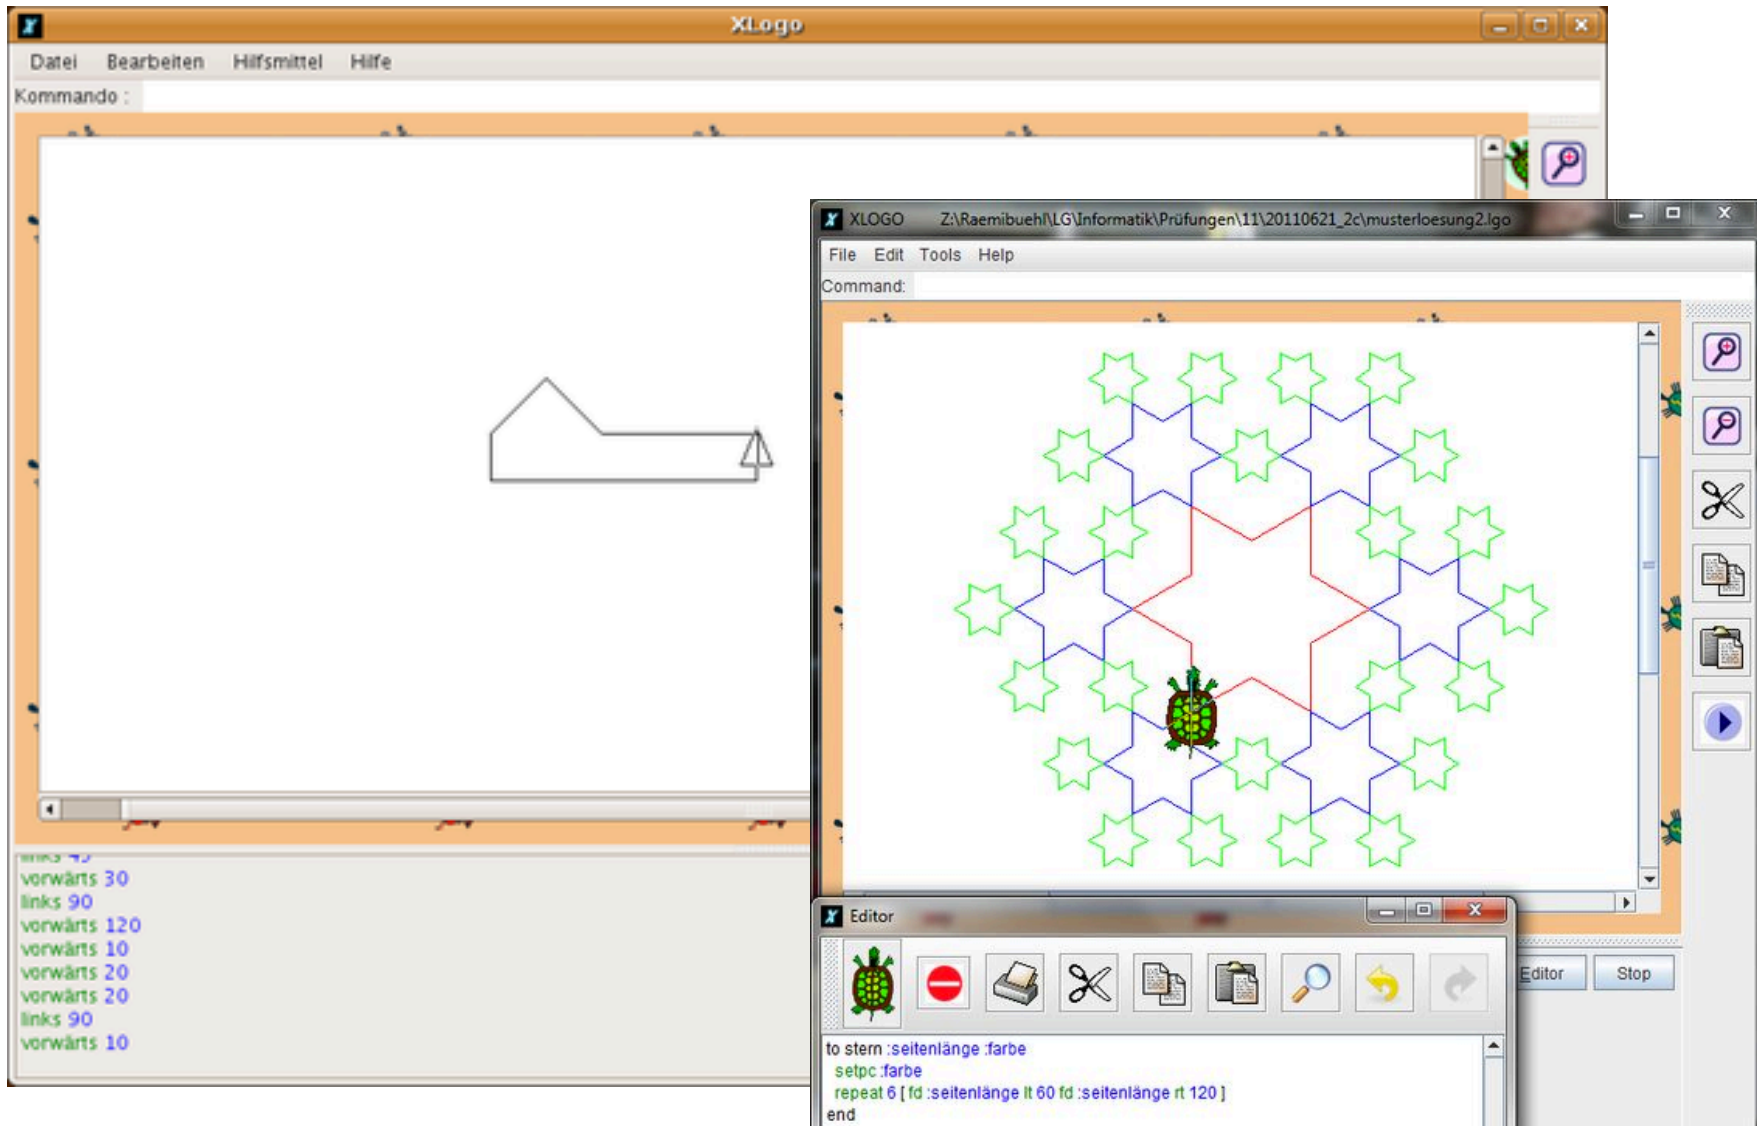 XLogo
Datei Bearbeiten Hilfsmittel Hilfe
Kommando :
links 45
vorwärts 30
links 90
vorwärts 120
vorwärts 10
vorwärts 20
vorwärts 20
links 90
vorwärts 10
XLOGO Z:\Raemibuehl\LG\Informatik\Prüfungen\11\20110621_2c\musterloesung2.lgo
File Edit Tools Help
Command:
Editor Stop
Editor
to stern :seitenlänge :farbe
setpc :farbe
repeat 6 [ fd :seitenlänge lt 60 fd :seitenlänge rt 120 ]
end